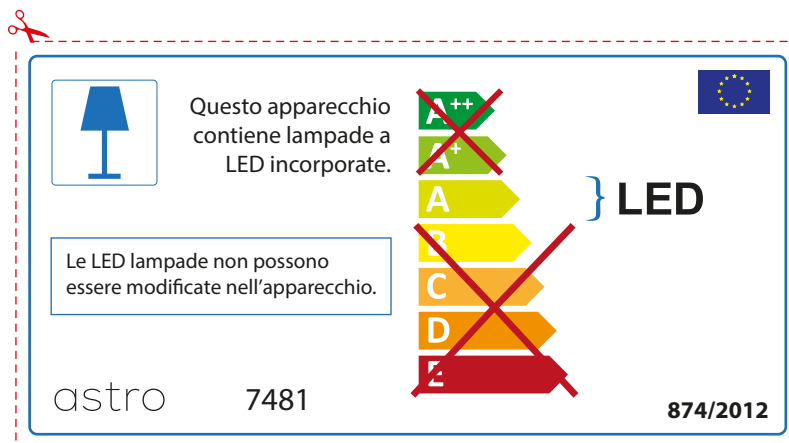 Questo apparecchio
contiene lampade a
LED incorporate.
Le LED lampade non possono
essere modificate nell'apparecchio.
A++
A+
A
B
C
D
E
LED
astro
7481
874/2012